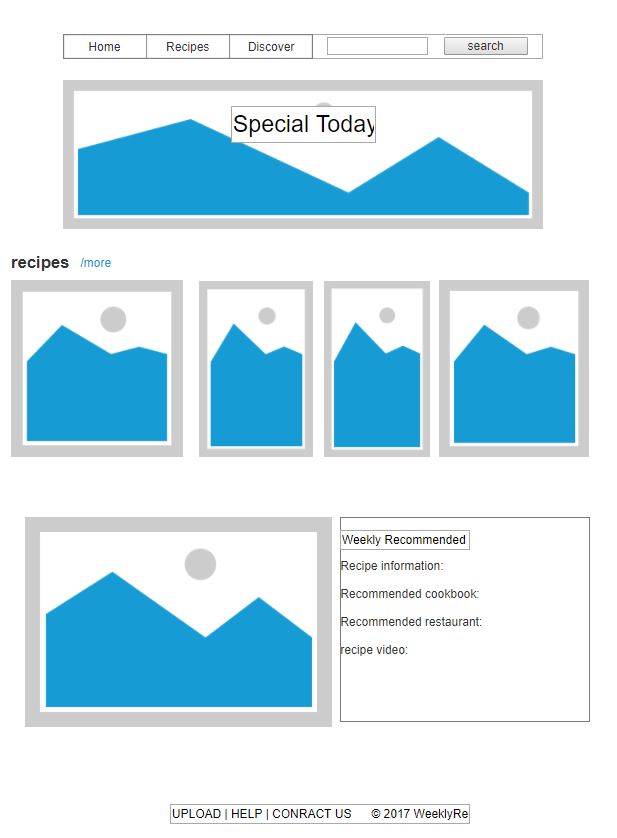 Home Recipes Discover search
Special Today
recipes /more
Weekly Recommended
Recipe information:
Recommended cookbook:
Recommended restaurant:
recipe video:
UPLOAD | HELP | CONRACT US © 2017 WeeklyRe